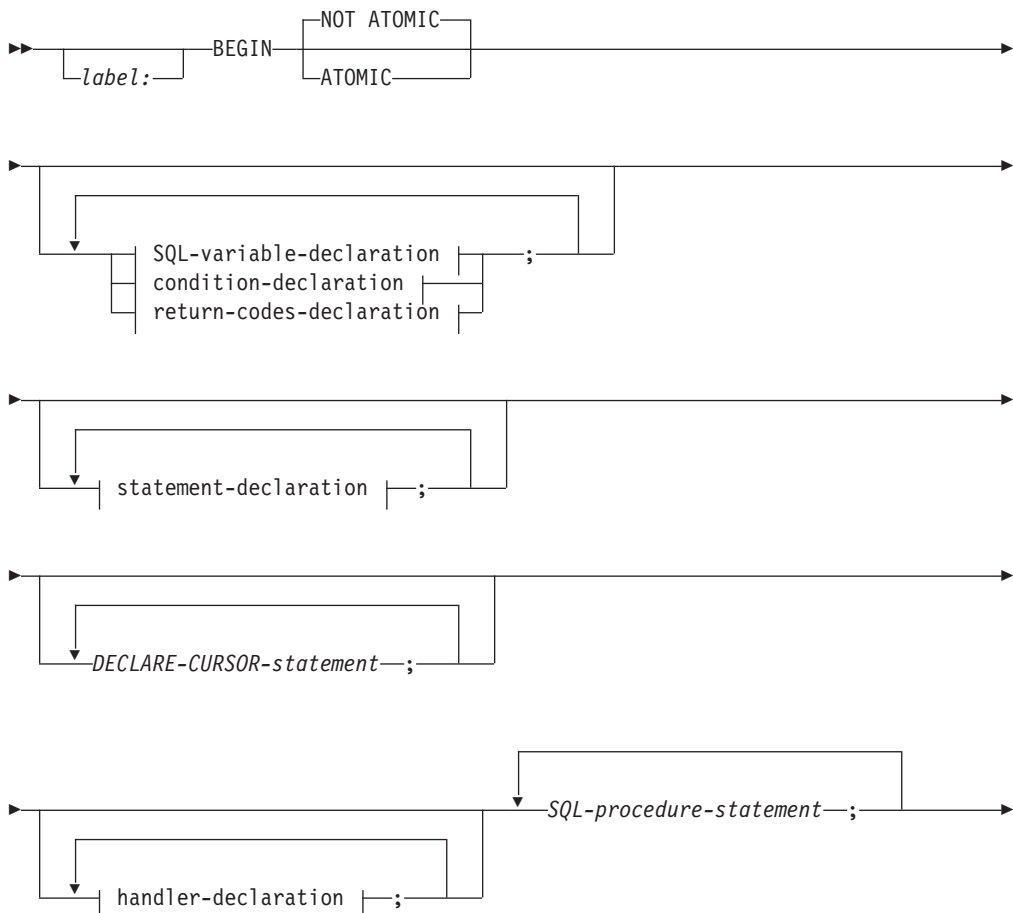 NOT ATOMIC
label: BEGIN
ATOMIC
SQL-variable-declaration ;
condition-declaration
return-codes-declaration
statement-declaration ;
DECLARE-CURSOR-statement ;
SQL-procedure-statement ;
handler-declaration ;